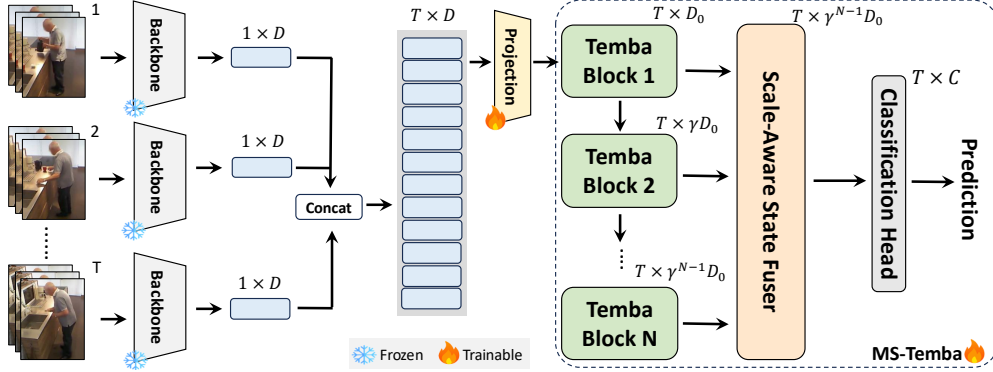 1
Backbone
1 × D
2
Backbone
1 × D
T
Backbone
1 × D
Concat
T × D
Projection
Frozen
Trainable
T × D₀
Temba
Block 1
T × γD₀
Temba
Block 2
T × γᴺ⁻¹D₀
Temba
Block N
T × γᴺ⁻¹D₀
Scale-Aware State Fuser
T × C
Classification Head
Prediction
MS-Temba